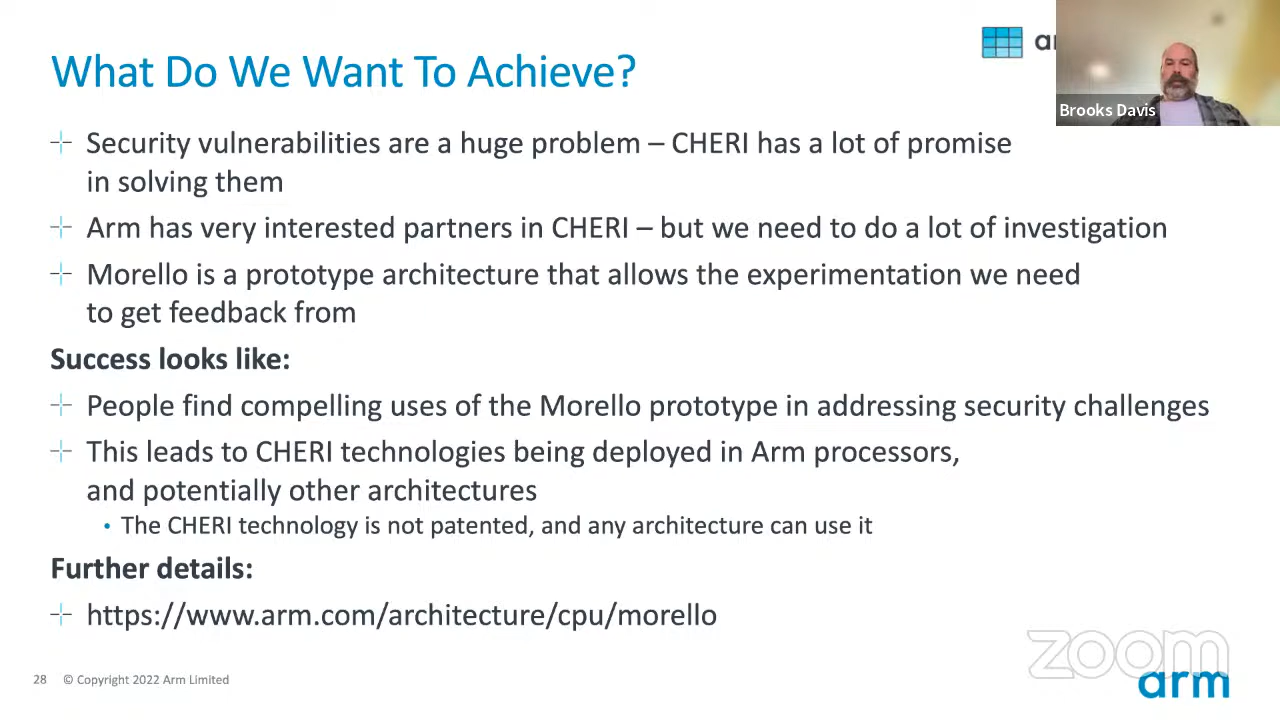 What Do We Want To Achieve?
Brooks Davis
Security vulnerabilities are a huge problem – CHERI has a lot of promise
in solving them
Arm has very interested partners in CHERI – but we need to do a lot of investigation
Morello is a prototype architecture that allows the experimentation we need
to get feedback from
Success looks like:
People find compelling uses of the Morello prototype in addressing security challenges
This leads to CHERI technologies being deployed in Arm processors,
and potentially other architectures
• The CHERI technology is not patented, and any architecture can use it
Further details:
https://www.arm.com/architecture/cpu/morello
zoom
28 © Copyright 2022 Arm Limited
arm